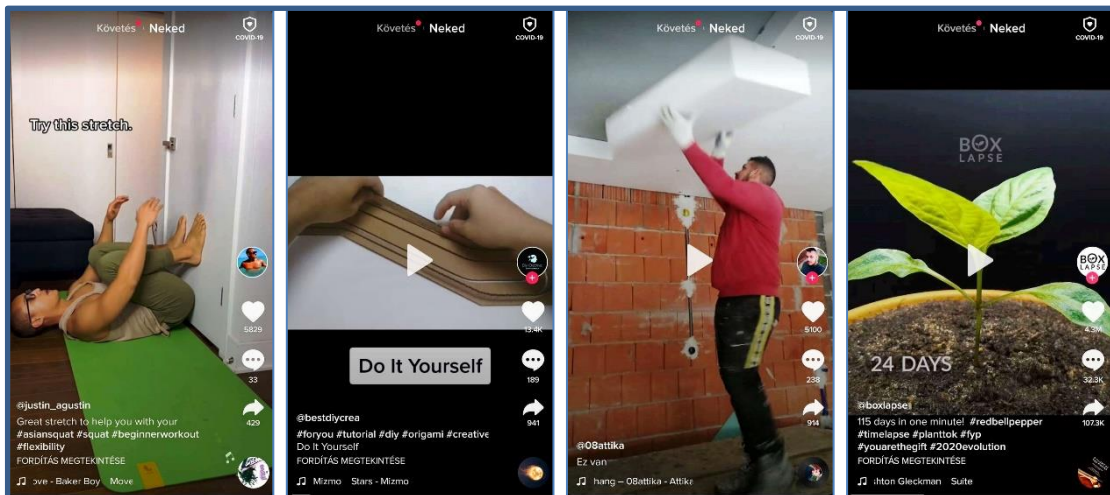 Követés Neked
COVID-19
Try this stretch.
5829
33
429
@justin_agustin
Great stretch to help you with your
#asiansquat #squat #beginnerworkout
#flexibility
FORDÍTÁS MEGTEKINTÉSE
ove - Baker Boy Move
Követés Neked
COVID-19
13.4K
Do It Yourself
189
941
@bestdiycrea
#foryou #tutorial #diy #origami #creative
Do It Yourself
FORDÍTÁS MEGTEKINTÉSE
Mizmo Stars - Mizmo
Követés Neked
COVID-19
5100
238
914
@08attika
Ez van
hang – 08attika - Attika
Követés Neked
COVID-19
BOX
LAPSE
BOX
LAPSE
4.3M
24 DAYS
32.3K
107.3K
@boxlapse
115 days in one minute! #redbellpepper
#timelapse #planttok #fyp
#youarethegift #2020evolution
FORDÍTÁS MEGTEKINTÉSE
hton Gleckman Suite